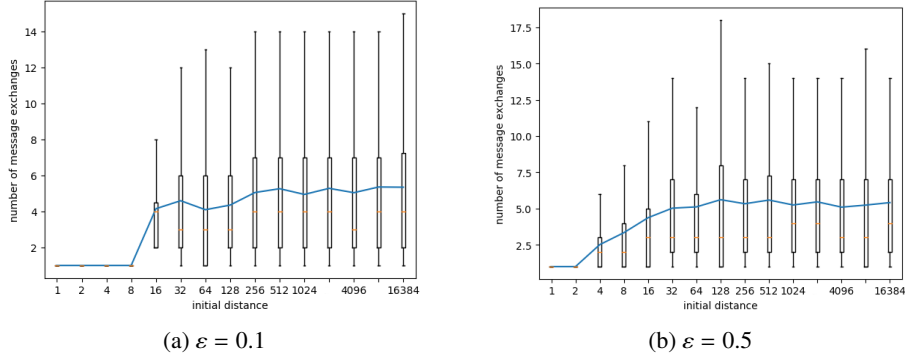 14
12
10
8
6
4
2
number of message exchanges
1 2 4 8 16 32 64 128 256 512 1024 4096 16384
initial distance
(a) ε = 0.1
17.5
15.0
12.5
10.0
7.5
5.0
2.5
number of message exchanges
1 2 4 8 16 32 64 128 256 512 1024 4096 16384
initial distance
(b) ε = 0.5